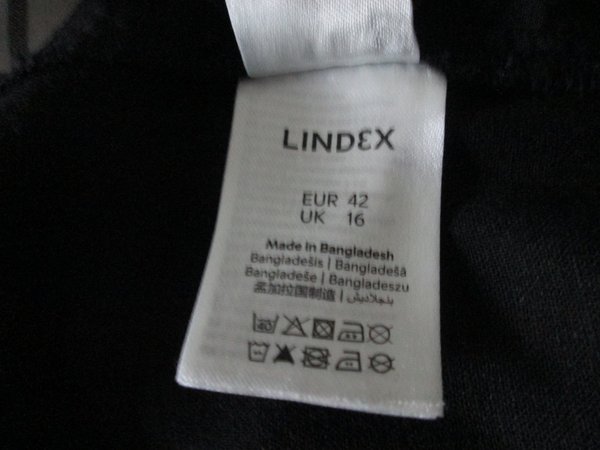 LINDEX
EUR 42
UK 16
Made in Bangladesh
Bangladešis | Bangladešā
Bangladeše | Bangladeszu
孟加拉国制造 | بنجلاديش
40